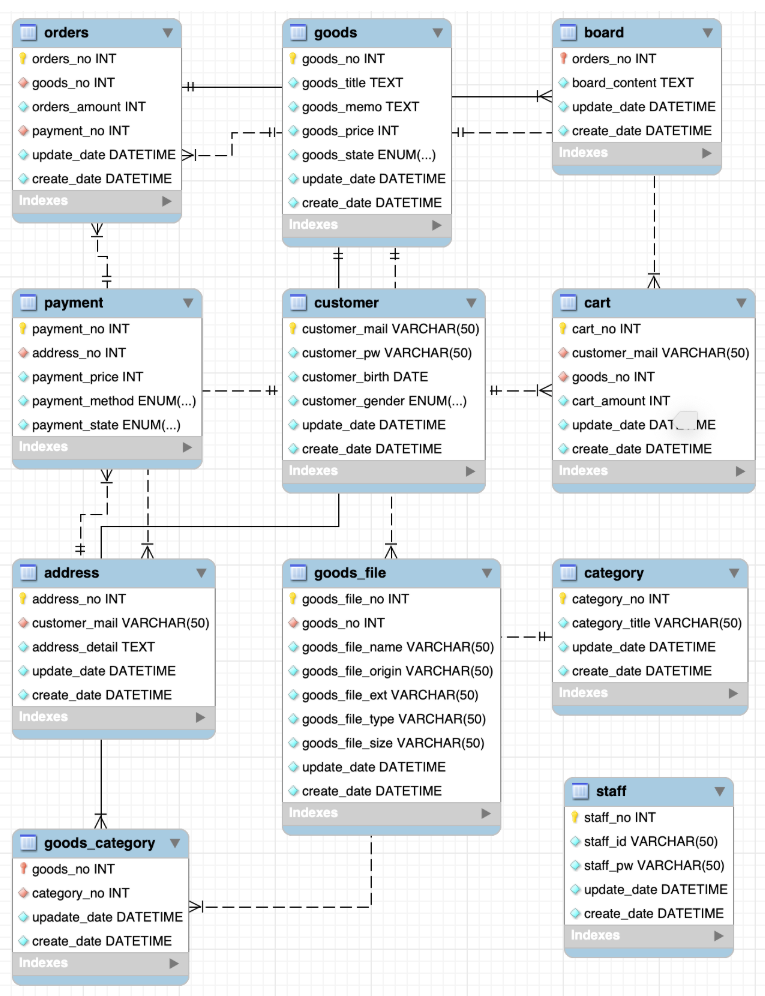 orders
orders_no INT
goods_no INT
orders_amount INT
payment_no INT
update_date DATETIME
create_date DATETIME
Indexes
goods
goods_no INT
goods_title TEXT
goods_memo TEXT
goods_price INT
goods_state ENUM(...)
update_date DATETIME
create_date DATETIME
Indexes
board
orders_no INT
board_content TEXT
update_date DATETIME
create_date DATETIME
Indexes
payment
payment_no INT
address_no INT
payment_price INT
payment_method ENUM(...)
payment_state ENUM(...)
Indexes
customer
customer_mail VARCHAR(50)
customer_pw VARCHAR(50)
customer_birth DATE
customer_gender ENUM(...)
update_date DATETIME
create_date DATETIME
Indexes
cart
cart_no INT
customer_mail VARCHAR(50)
goods_no INT
cart_amount INT
update_date
create_date DATETIME
Indexes
address
address_no INT
customer_mail VARCHAR(50)
address_detail TEXT
update_date DATETIME
create_date DATETIME
Indexes
goods_file
goods_file_no INT
goods_no INT
goods_file_name VARCHAR(50)
goods_file_origin VARCHAR(50)
goods_file_ext VARCHAR(50)
goods_file_type VARCHAR(50)
goods_file_size VARCHAR(50)
update_date DATETIME
create_date DATETIME
Indexes
category
category_no INT
category_title VARCHAR(50)
update_date DATETIME
create_date DATETIME
Indexes
staff
staff_no INT
staff_id VARCHAR(50)
staff_pw VARCHAR(50)
update_date DATETIME
create_date DATETIME
Indexes
goods_category
goods_no INT
category_no INT
upadate_date DATETIME
create_date DATETIME
Indexes